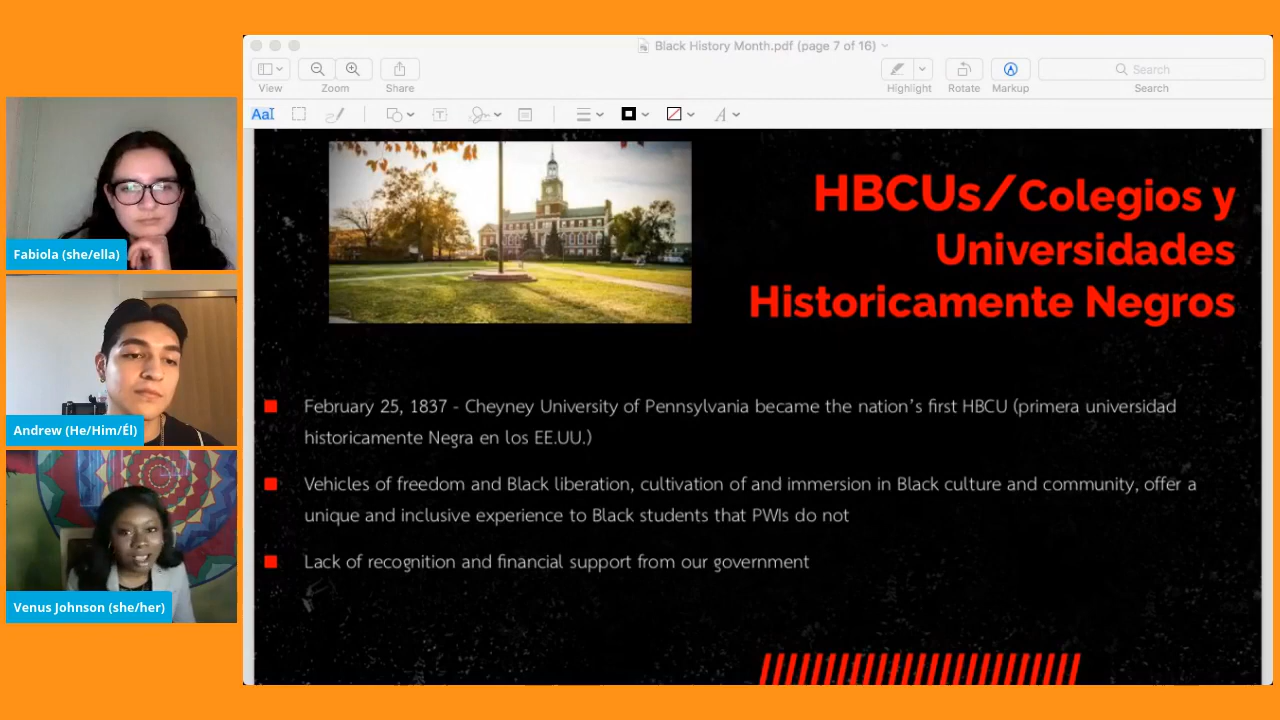 Black History Month.pdf (page 7 of 16)
View
Zoom
Share
Highlight
Rotate
Markup
Search
Search
Aa
T
A
HBCUs/Colegios y
Universidades
Historicamente Negros
February 25, 1837 - Cheyney University of Pennsylvania became the nation's first HBCU (primera universidad
historicamente Negra en los EE.UU.)
Vehicles of freedom and Black liberation, cultivation of and immersion in Black culture and community, offer a
unique and inclusive experience to Black students that PWIs do not
Lack of recognition and financial support from our government
Fabiola (she/ella)
Andrew (He/Him/Él)
Venus Johnson (she/her)